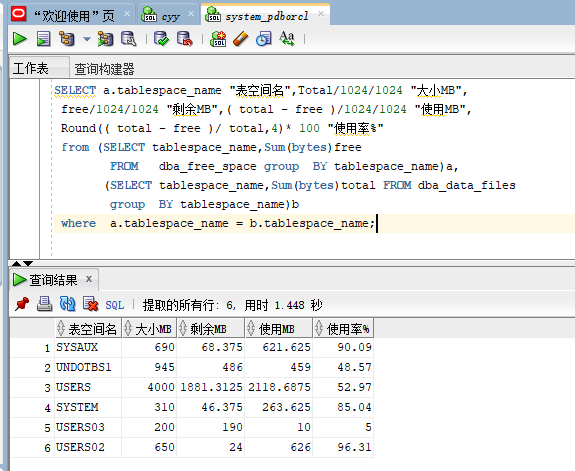 “欢迎使用”页 cyy system_pdborcl
工作表 查询构建器
SELECT a.tablespace_name "表空间名",Total/1024/1024 "大小MB",
free/1024/1024 "剩余MB",( total - free )/1024/1024 "使用MB",
Round(( total - free )/ total,4)* 100 "使用率%"
from (SELECT tablespace_name,Sum(bytes)free
FROM dba_free_space group BY tablespace_name)a,
(SELECT tablespace_name,Sum(bytes)total FROM dba_data_files
group BY tablespace_name)b
where a.tablespace_name = b.tablespace_name;
查询结果 x
SQL | 提取的所有行: 6, 用时 1.448 秒
表空间名 大小MB 剩余MB 使用MB 使用率%
1 SYSAUX 690 68.375 621.625 90.09
2 UNDOTBS1 945 486 459 48.57
3 USERS 4000 1881.3125 2118.6875 52.97
4 SYSTEM 310 46.375 263.625 85.04
5 USERS03 200 190 10 5
6 USERS02 650 24 626 96.31